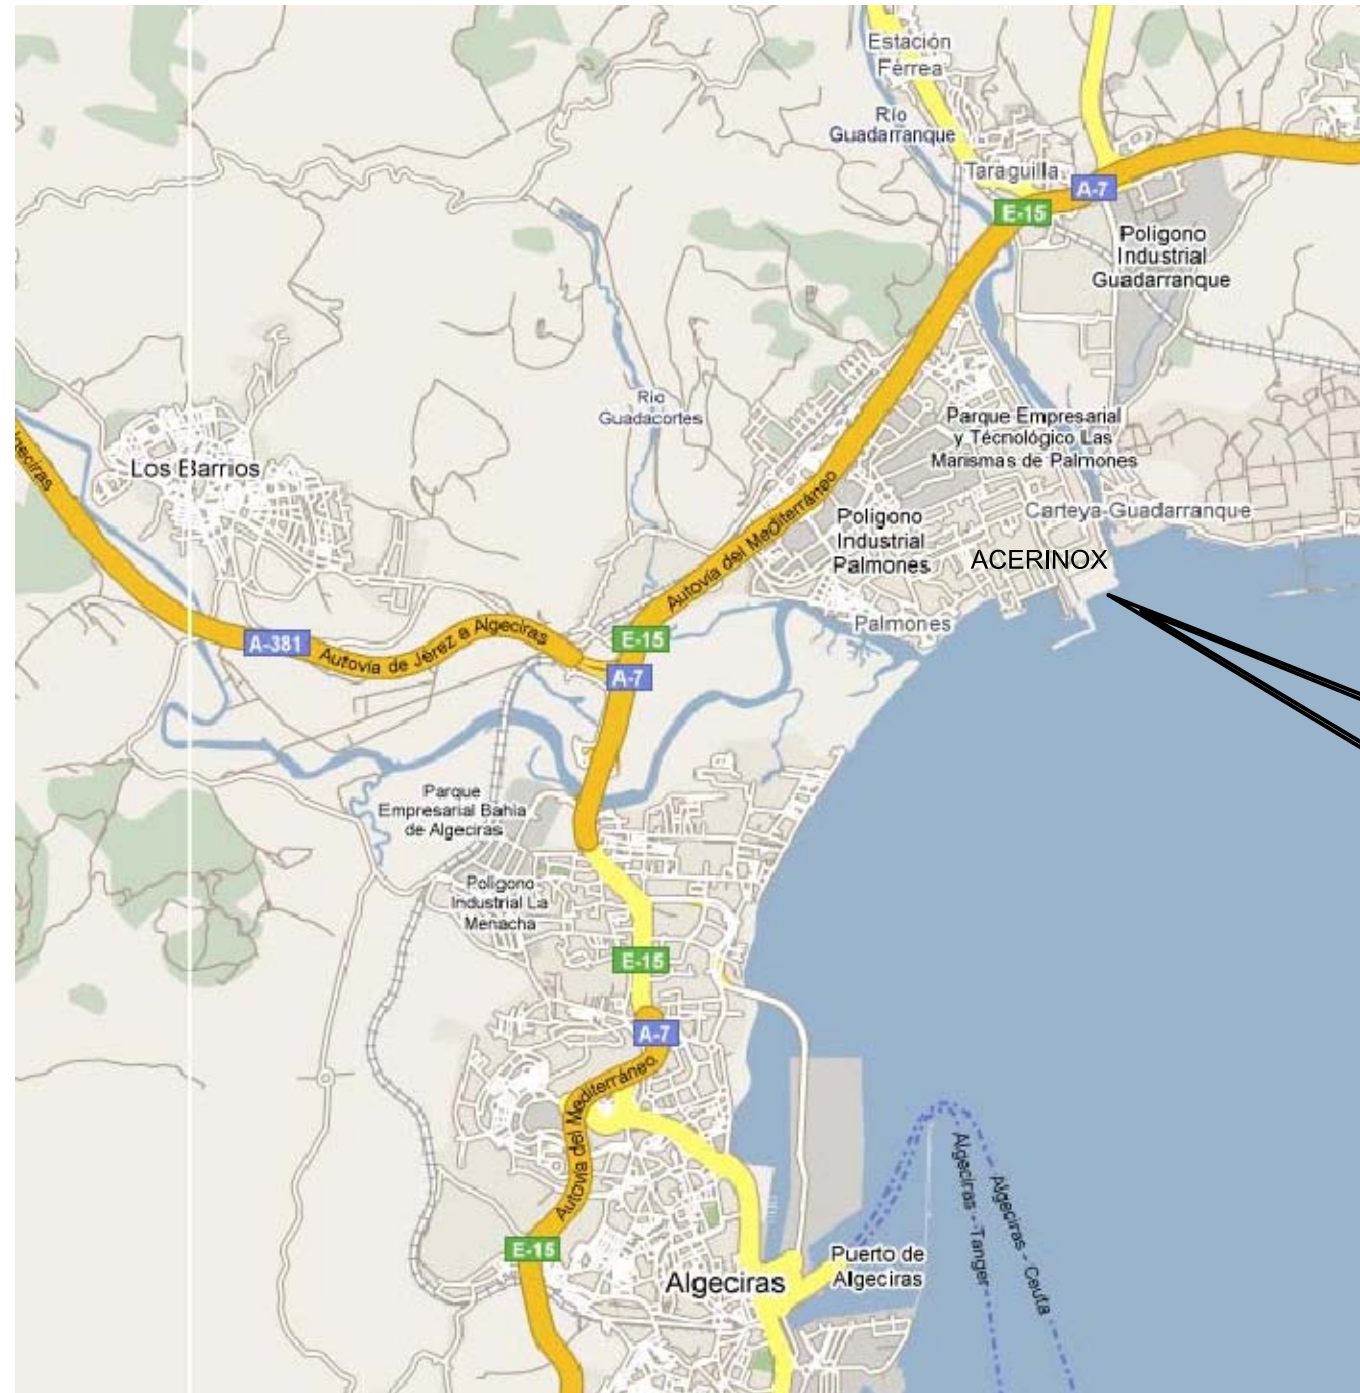 Estación
Férrea
Río
Guadarranque
Taraguilla
A-7
E-15
Polígono
Industrial
Guadarranque
Río
Guadacortes
Parque Empresarial
y Técnológico Las
Marismas de Palmones
Los Barrios
Algeciras
Autovía del Mediterráneo
Carteya-Guadarranque
Polígono
Industrial
Palmones
ACERINOX
Palmones
A-381
Autovía de Jerez a Algeciras
E-15
A-7
Parque
Empresarial Bahía
de Algeciras
Polígono
Industrial La
Menacha
E-15
A-7
Autovía del Mediterráneo
Algeciras - Tanger
Algeciras - Ceuta
E-15
Puerto de
Algeciras
Algeciras